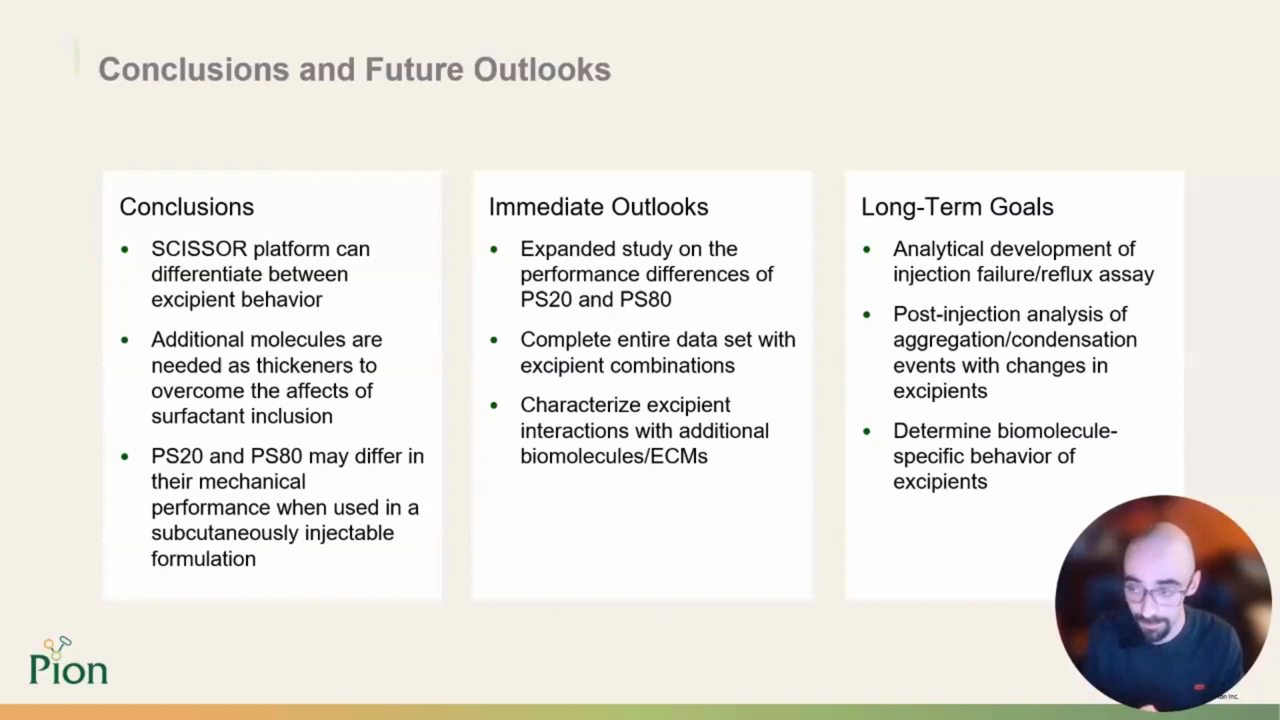 Conclusions and Future Outlooks
Conclusions
• SCISSOR platform can
differentiate between
excipient behavior
• Additional molecules are
needed as thickeners to
overcome the affects of
surfactant inclusion
• PS20 and PS80 may differ in
their mechanical
performance when used in a
subcutaneously injectable
formulation
Immediate Outlooks
• Expanded study on the
performance differences of
PS20 and PS80
• Complete entire data set with
excipient combinations
• Characterize excipient
interactions with additional
biomolecules/ECMs
Long-Term Goals
• Analytical development of
injection failure/reflux assay
• Post-injection analysis of
aggregation/condensation
events with changes in
excipients
• Determine biomolecule-
specific behavior of
excipients
Pion
Inc.